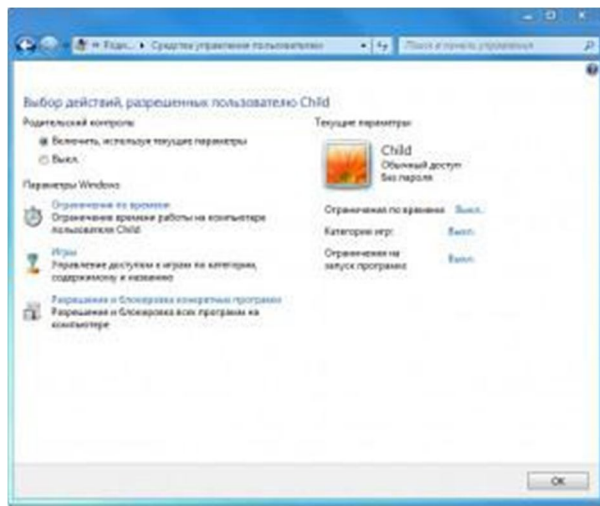 Роди... ▸ Средства управления пользователями
Поиск в панели управления
Выбор действий, разрешенных пользователю Child
Родительский контроль:
Включить, используя текущие параметры
Выкл.
Параметры Windows
Ограничения по времени
Ограничение времени работы на компьютере
пользователя Child
Игры
Управление доступом к играм по категории,
содержимому и названию
Разрешение и блокировка конкретных программ
Разрешение и блокировка всех программ на
компьютере
Текущие параметры:
Child
Обычный доступ
Без пароля
Ограничения по времени: Выкл.
Категории игр: Выкл.
Ограничения на
запуск программ: Выкл.
OK